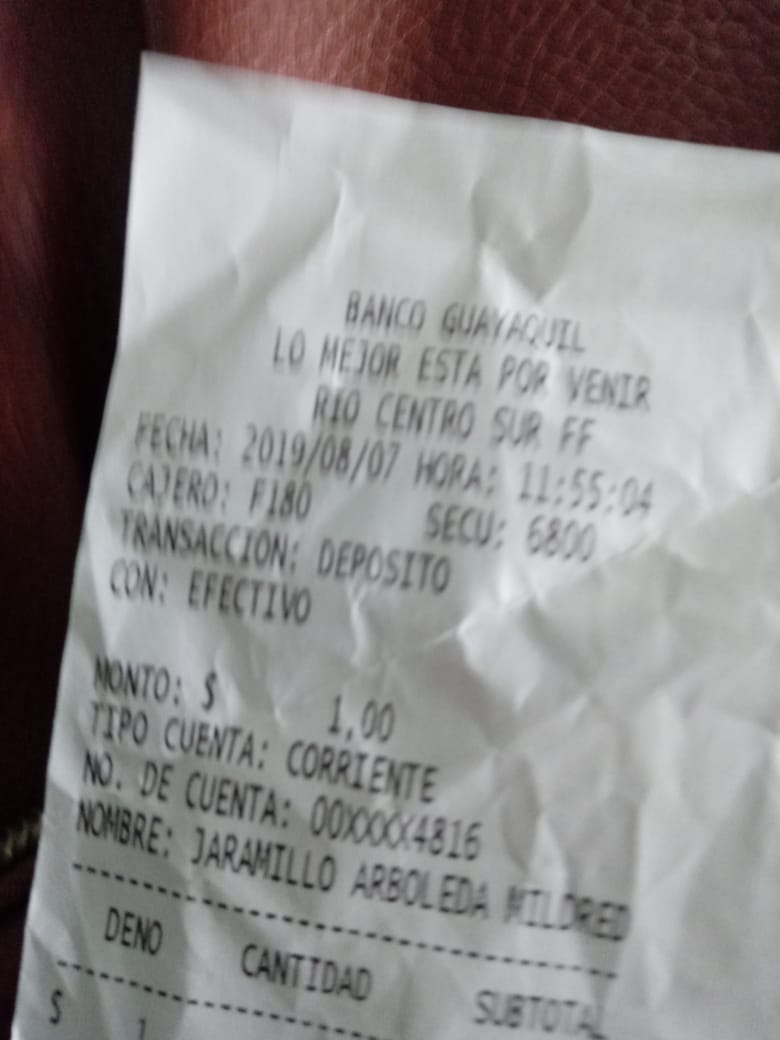 BANCO GUAYAQUIL
LO MEJOR ESTA POR VENIR
RIO CENTRO SUR FF
FECHA: 2019/08/07 HORA: 11:55:04
CAJERO: F180 SECU: 6800
TRANSACCION: DEPOSITO
CON: EFECTIVO
MONTO: $ 1,00
TIPO CUENTA: CORRIENTE
NO. DE CUENTA: 00XXXX4816
NOMBRE: JARAMILLO ARBOLEDA MILDRED
DENO CANTIDAD SUBTOTAL
$ 1